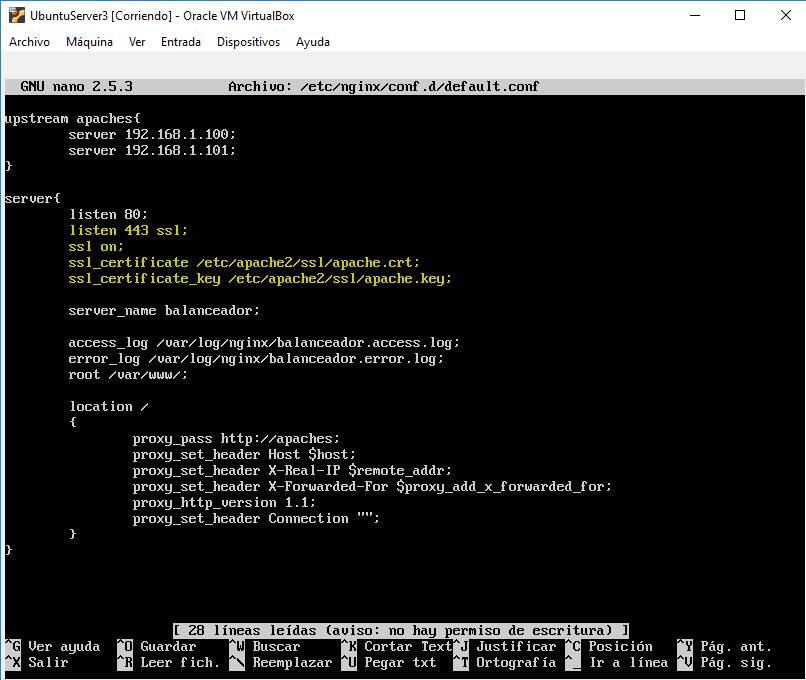 UbuntuServer3 [Corriendo] - Oracle VM VirtualBox
Archivo Máquina Ver Entrada Dispositivos Ayuda
GNU nano 2.5.3 Archivo: /etc/nginx/conf.d/default.conf
upstream apaches{
server 192.168.1.100;
server 192.168.1.101;
}
server{
listen 80;
listen 443 ssl;
ssl on;
ssl_certificate /etc/apache2/ssl/apache.crt;
ssl_certificate_key /etc/apache2/ssl/apache.key;
server_name balanceador;
access_log /var/log/nginx/balanceador.access.log;
error_log /var/log/nginx/balanceador.error.log;
root /var/www/;
location /
{
proxy_pass http://apaches;
proxy_set_header Host $host;
proxy_set_header X-Real-IP $remote_addr;
proxy_set_header X-Forwarded-For $proxy_add_x_forwarded_for;
proxy_http_version 1.1;
proxy_set_header Connection "";
}
}
[ 28 líneas leídas (aviso: no hay permiso de escritura) ]
^G Ver ayuda ^O Guardar ^W Buscar ^K Cortar Text ^J Justificar ^C Posición ^Y Pág. ant.
^X Salir ^R Leer fich. ^\ Reemplazar ^U Pegar txt ^T Ortografía ^_ Ir a línea ^V Pág. sig.